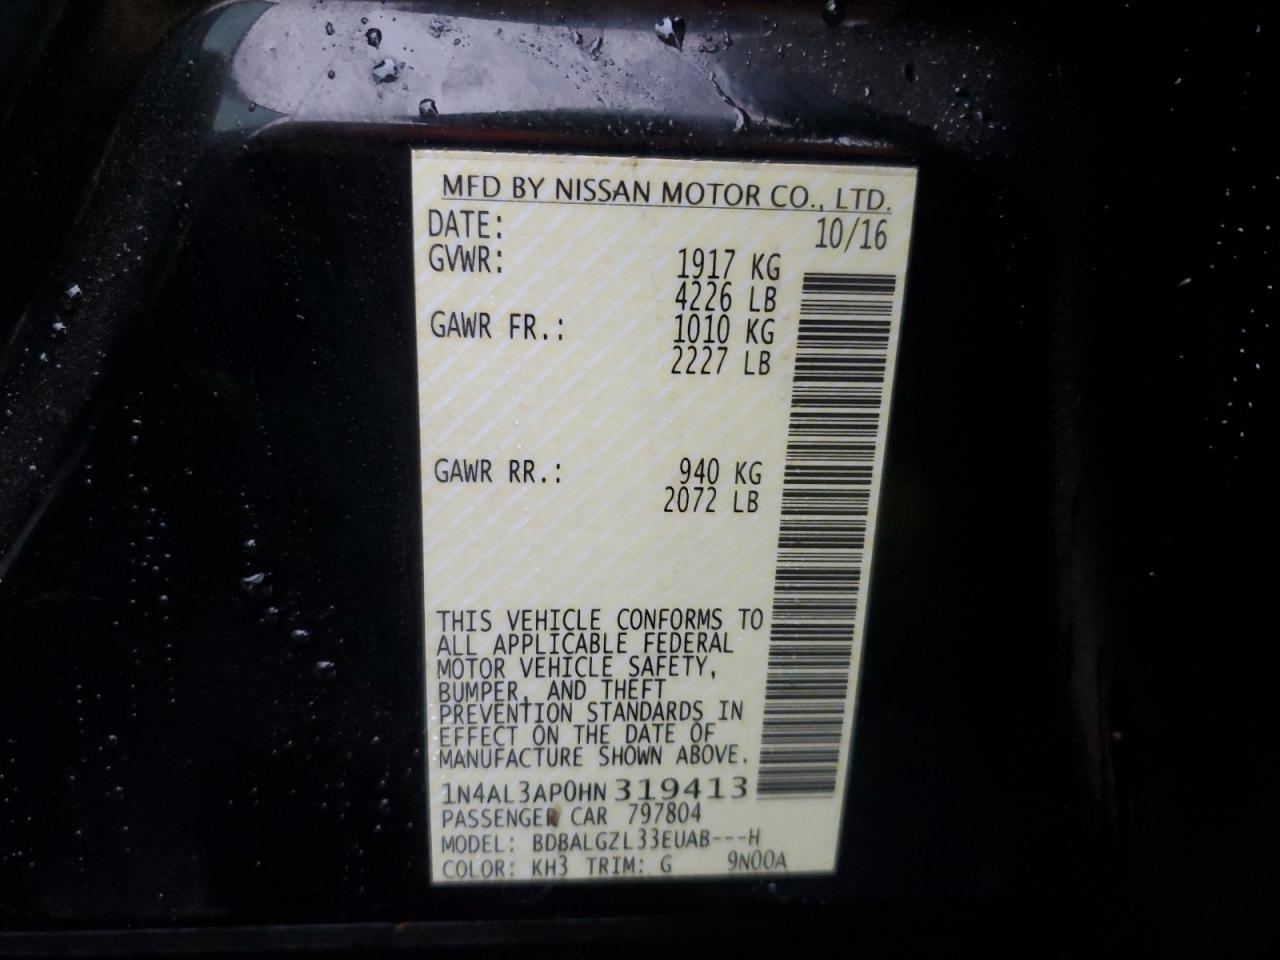 MFD BY NISSAN MOTOR CO., LTD.
DATE: 10/16
GVWR: 1917 KG
4226 LB
GAWR FR.: 1010 KG
2227 LB
GAWR RR.: 940 KG
2072 LB
THIS VEHICLE CONFORMS TO
ALL APPLICABLE FEDERAL
MOTOR VEHICLE SAFETY,
BUMPER, AND THEFT
PREVENTION STANDARDS IN
EFFECT ON THE DATE OF
MANUFACTURE SHOWN ABOVE.
1N4AL3AP0HN319413
PASSENGER CAR 797804
MODEL: BDBALGZL33EUAB---H
COLOR: KH3 TRIM: G 9N00A